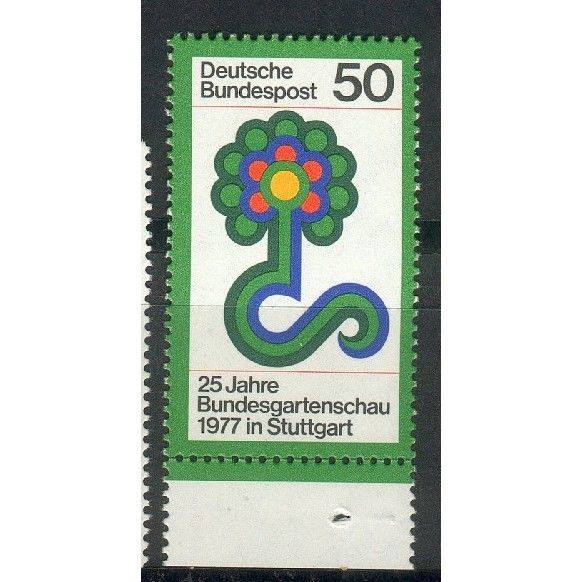 Deutsche
Bundespost 50
25 Jahre
Bundesgartenschau
1977 in Stuttgart